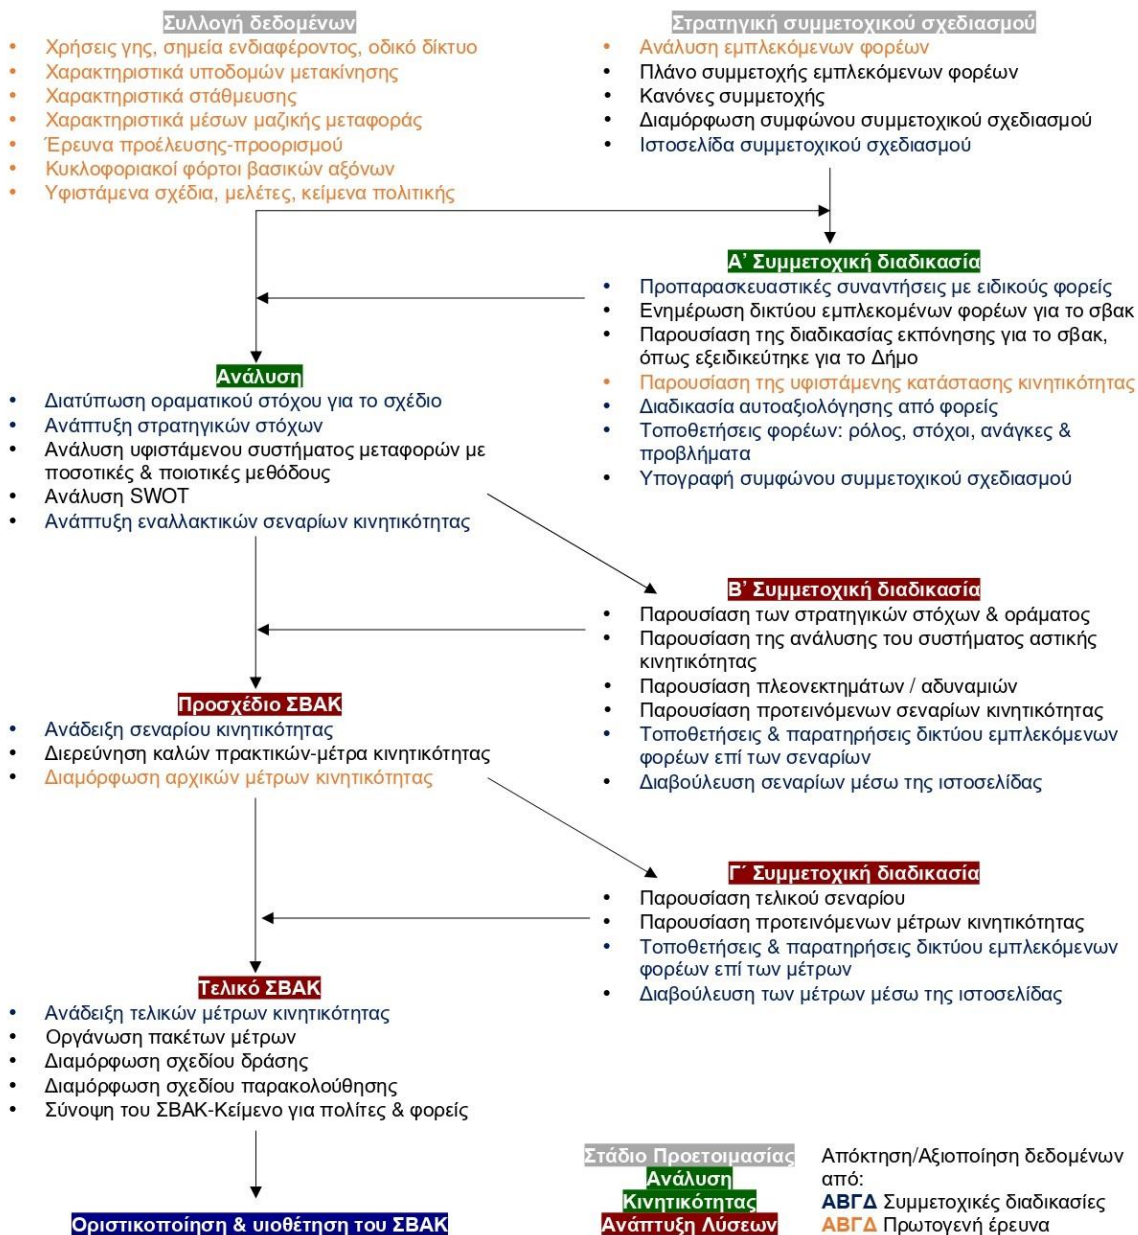 Συλλογή δεδομένων
• Χρήσεις γης, σημεία ενδιαφέροντος, οδικό δίκτυο
• Χαρακτηριστικά υποδομών μετακίνησης
• Χαρακτηριστικά στάθμευσης
• Χαρακτηριστικά μέσων μαζικής μεταφοράς
• Έρευνα προέλευσης-προορισμού
• Κυκλοφοριακοί φόρτοι βασικών αξόνων
• Υφιστάμενα σχέδια, μελέτες, κείμενα πολιτικής
Στρατηγική συμμετοχικού σχεδιασμού
• Ανάλυση εμπλεκόμενων φορέων
• Πλάνο συμμετοχής εμπλεκόμενων φορέων
• Κανόνες συμμετοχής
• Διαμόρφωση συμφώνου συμμετοχικού σχεδιασμού
• Ιστοσελίδα συμμετοχικού σχεδιασμού
Α’ Συμμετοχική διαδικασία
• Προπαρασκευαστικές συναντήσεις με ειδικούς φορείς
• Ενημέρωση δικτύου εμπλεκομένων φορέων για το σβακ
• Παρουσίαση της διαδικασίας εκπόνησης για το σβακ,
όπως εξειδικεύτηκε για το Δήμο
• Παρουσίαση της υφιστάμενης κατάστασης κινητικότητας
• Διαδικασία αυτοαξιολόγησης από φορείς
• Τοποθετήσεις φορέων: ρόλος, στόχοι, ανάγκες &
προβλήματα
• Υπογραφή συμφώνου συμμετοχικού σχεδιασμού
Ανάλυση
• Διατύπωση οραματικού στόχου για το σχέδιο
• Ανάπτυξη στρατηγικών στόχων
• Ανάλυση υφιστάμενου συστήματος μεταφορών με
ποσοτικές & ποιοτικές μεθόδους
• Ανάλυση SWOT
• Ανάπτυξη εναλλακτικών σεναρίων κινητικότητας
Β’ Συμμετοχική διαδικασία
• Παρουσίαση των στρατηγικών στόχων & οράματος
• Παρουσίαση της ανάλυσης του συστήματος αστικής
κινητικότητας
• Παρουσίαση πλεονεκτημάτων / αδυναμιών
• Παρουσίαση προτεινόμενων σεναρίων κινητικότητας
• Τοποθετήσεις & παρατηρήσεις δικτύου εμπλεκόμενων
φορέων επί των σεναρίων
• Διαβούλευση σεναρίων μέσω της ιστοσελίδας
Προσχέδιο ΣΒΑΚ
• Ανάδειξη σεναρίου κινητικότητας
• Διερεύνηση καλών πρακτικών-μέτρα κινητικότητας
• Διαμόρφωση αρχικών μέτρων κινητικότητας
Γ΄ Συμμετοχική διαδικασία
• Παρουσίαση τελικού σεναρίου
• Παρουσίαση προτεινόμενων μέτρων κινητικότητας
• Τοποθετήσεις & παρατηρήσεις δικτύου εμπλεκόμενων
φορέων επί των μέτρων
• Διαβούλευση των μέτρων μέσω της ιστοσελίδας
Τελικό ΣΒΑΚ
• Ανάδειξη τελικών μέτρων κινητικότητας
• Οργάνωση πακέτων μέτρων
• Διαμόρφωση σχεδίου δράσης
• Διαμόρφωση σχεδίου παρακολούθησης
• Σύνοψη του ΣΒΑΚ-Κείμενο για πολίτες & φορείς
Οριστικοποίηση & υιοθέτηση του ΣΒΑΚ
Στάδιο Προετοιμασίας
Ανάλυση
Κινητικότητας
Ανάπτυξη Λύσεων
Απόκτηση/Αξιοποίηση δεδομένων
από:
ΑΒΓΔ Συμμετοχικές διαδικασίες
ΑΒΓΔ Πρωτογενή έρευνα